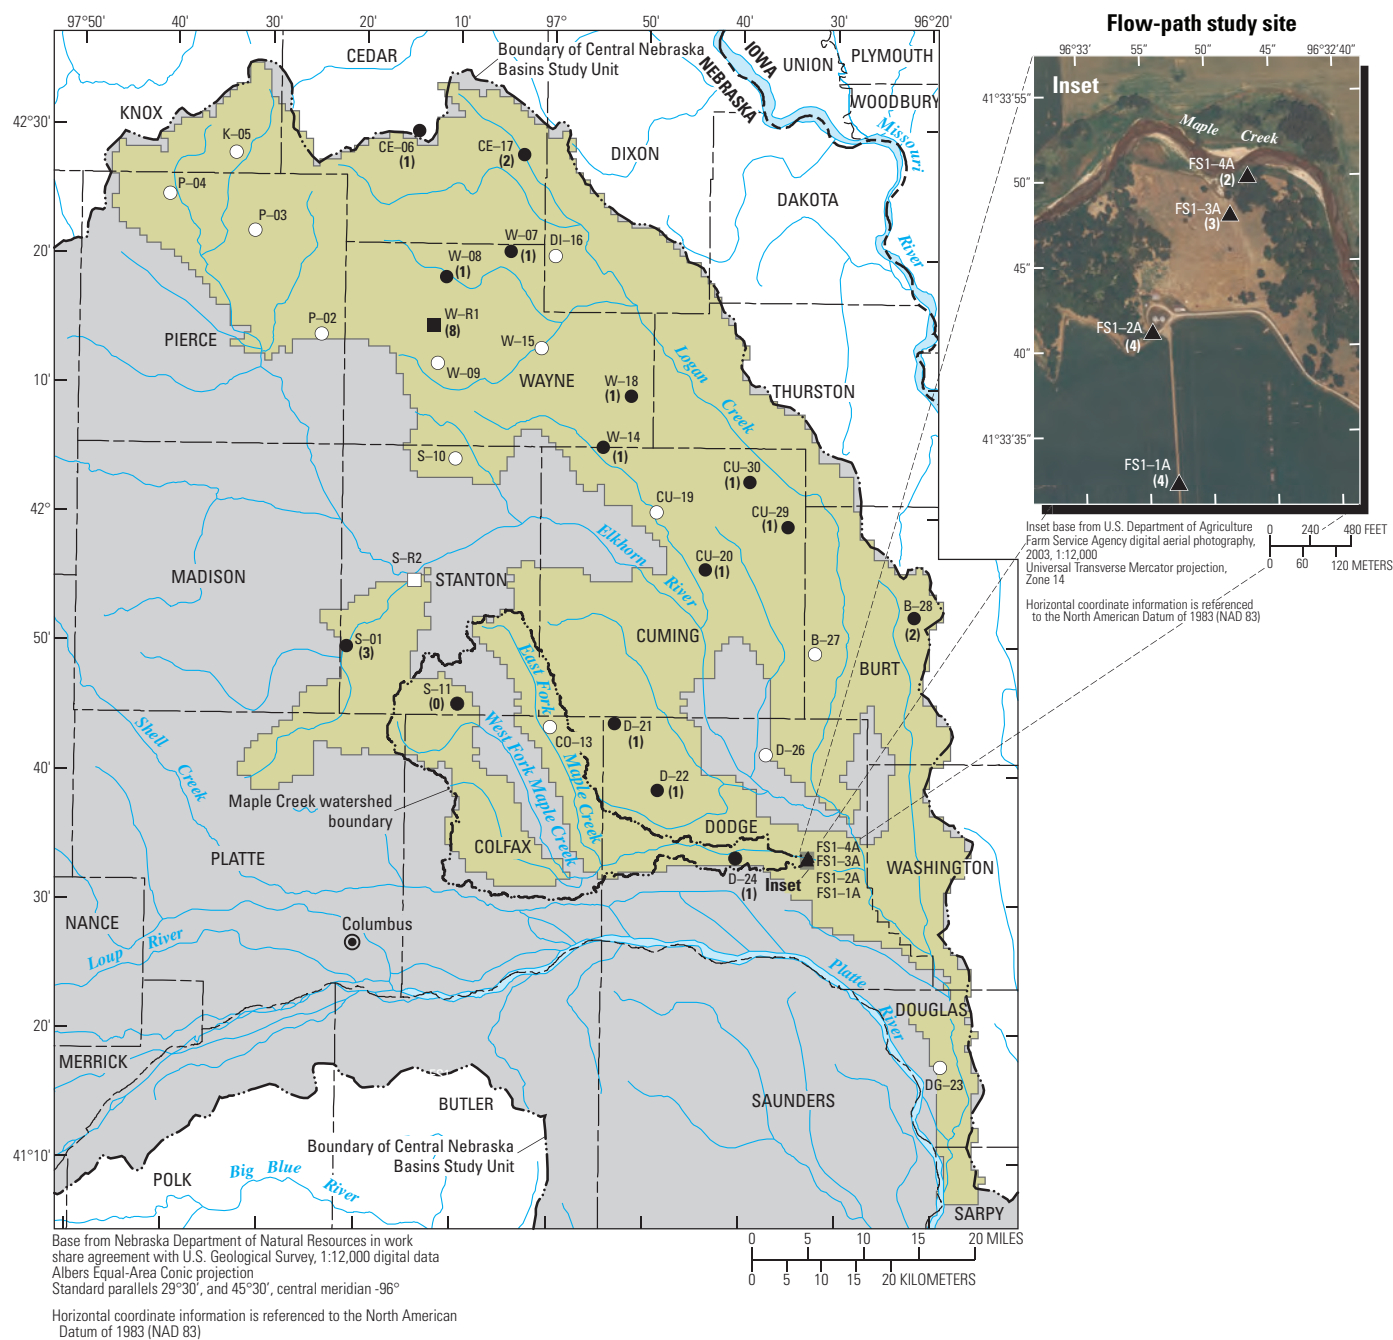 Flow-path study site
97°50' 40' 30' 20' 10' 97° 50' 40' 30' 96°20'
96°33' 55" 50" 45" 96°32'40"
Inset
41°33'55"
50"
45"
40"
41°33'35"
Maple Creek
FS1–4A
(2)
FS1–3A
(3)
FS1–2A
(4)
FS1–1A
(4)
Inset base from U.S. Department of Agriculture
Farm Service Agency digital aerial photography,
2003, 1:12,000
Universal Transverse Mercator projection,
Zone 14
Horizontal coordinate information is referenced
to the North American Datum of 1983 (NAD 83)
0 240 480 FEET
0 60 120 METERS
42°30'
20'
10'
42°
50'
40'
30'
20'
41°10'
CEDAR
Boundary of Central Nebraska
Basins Study Unit
IOWA
NEBRASKA
UNION
PLYMOUTH
WOODBURY
Missouri
River
KNOX
K–05
CE–06
(1)
CE–17
(2)
DIXON
DAKOTA
P–04
P–03
W–07
(1)
DI–16
W–08
(1)
W–R1
(8)
P–02
PIERCE
W–15
W–09
WAYNE
Logan
Creek
THURSTON
W–18
(1)
W–14
(1)
S–10
CU–30
(1)
CU–19
CU–29
(1)
Elkhorn
River
CU–20
(1)
S–R2
MADISON
STANTON
B–28
(2)
CUMING
B–27
BURT
S–01
(3)
S–11
(0)
East Fork
Maple Creek
West Fork Maple Creek
CO–13
D–21
(1)
D–26
Shell
Creek
D–22
(1)
Maple Creek watershed
boundary
DODGE
COLFAX
PLATTE
FS1–4A
FS1–3A
FS1–2A
FS1–1A
D–24
(1)
Inset
WASHINGTON
NANCE
Columbus
Loup River
Platte
River
DOUGLAS
MERRICK
DG–23
BUTLER
SAUNDERS
Boundary of Central Nebraska
Basins Study Unit
POLK
Big Blue
River
SARPY
Base from Nebraska Department of Natural Resources in work
share agreement with U.S. Geological Survey, 1:12,000 digital data
Albers Equal-Area Conic projection
Standard parallels 29°30', and 45°30', central meridian -96°
Horizontal coordinate information is referenced to the North American
Datum of 1983 (NAD 83)
0 5 10 15 20 MILES
0 5 10 15 20 KILOMETERS